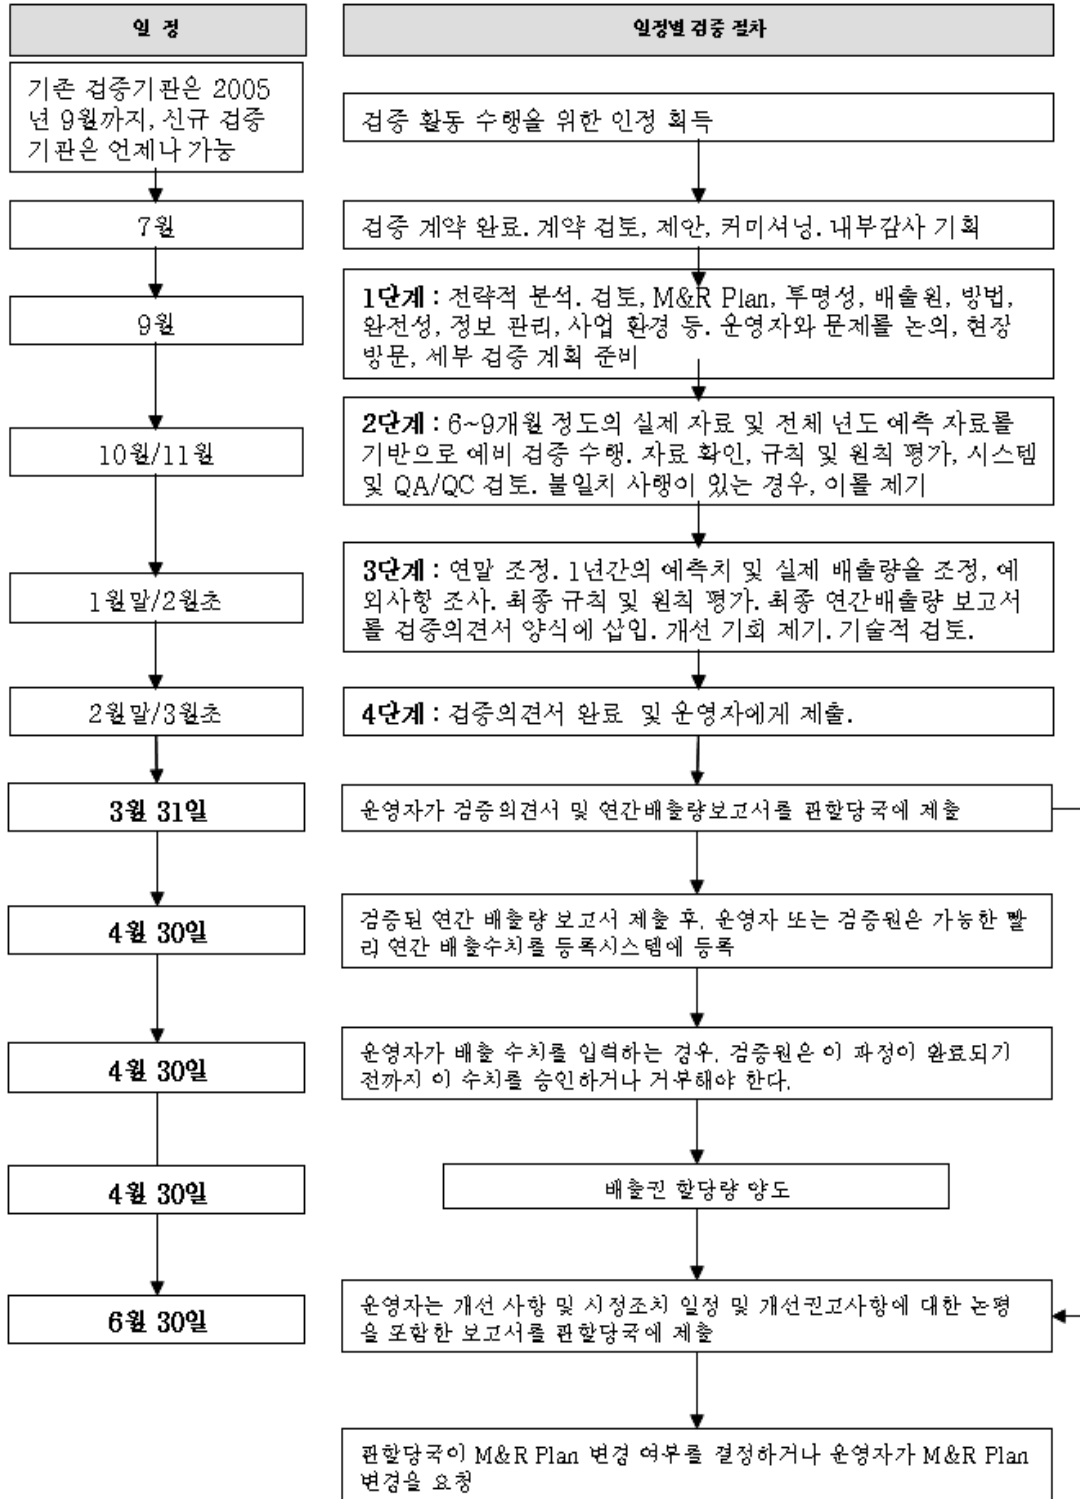 일 정
일정별 검증 절차
기존 검증기관은 2005
년 9월까지, 신규 검증
기관은 언제나 가능
검증 활동 수행을 위한 인정 획득
7월
검증 계약 완료. 계약 검토, 제안, 커미셔닝. 내부감사 기획
9월
1단계 : 전략적 분석. 검토, M&R Plan, 투명성, 배출원, 방법,
완전성, 정보 관리, 사업 환경 등. 운영자와 문제를 논의, 현장
방문, 세부 검증 계획 준비
10월/11월
2단계 : 6~9개월 정도의 실제 자료 및 전체 년도 예측 자료를
기반으로 예비 검증 수행. 자료 확인, 규칙 및 원칙 평가, 시스템
및 QA/QC 검토. 불일치 사행이 있는 경우, 이를 제기
1월말/2월초
3단계 : 연말 조정. 1년간의 예측치 및 실제 배출량을 조정, 예
외사항 조사. 최종 규칙 및 원칙 평가. 최종 연간배출량 보고서
를 검증의견서 양식에 삽입. 개선 기회 제기. 기술적 검토.
2월말/3월초
4단계 : 검증의견서 완료 및 운영자에게 제출.
3월 31일
운영자가 검증의견서 및 연간배출량보고서를 관할당국에 제출
4월 30일
검증된 연간 배출량 보고서 제출 후, 운영자 또는 검증원은 가능한 빨
리 연간 배출수치를 등록시스템에 등록
4월 30일
운영자가 배출 수치를 입력하는 경우, 검증원은 이 과정이 완료되기
전까지 이 수치를 승인하거나 거부해야 한다.
4월 30일
배출권 할당량 양도
6월 30일
운영자는 개선 사항 및 시정조치 일정 및 개선권고사항에 대한 논평
을 포함한 보고서를 관할당국에 제출
관할당국이 M&R Plan 변경 여부를 결정하거나 운영자가 M&R Plan
변경을 요청